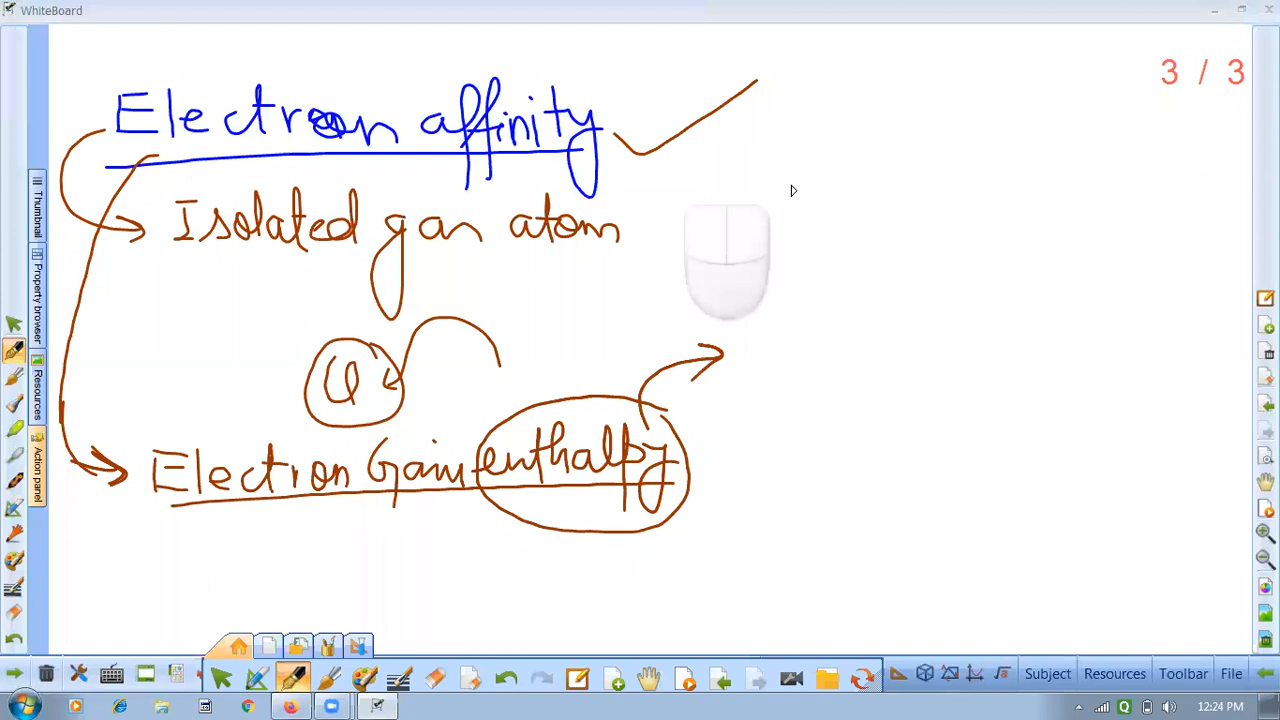 WhiteBoard
3 / 3
Electron affinity
Isolated gas atom
Cl
Electron Gain enthalpy
Thumbnail
Property browser
Resources
Action panel
Subject
Resources
Toolbar
File
12:24 PM